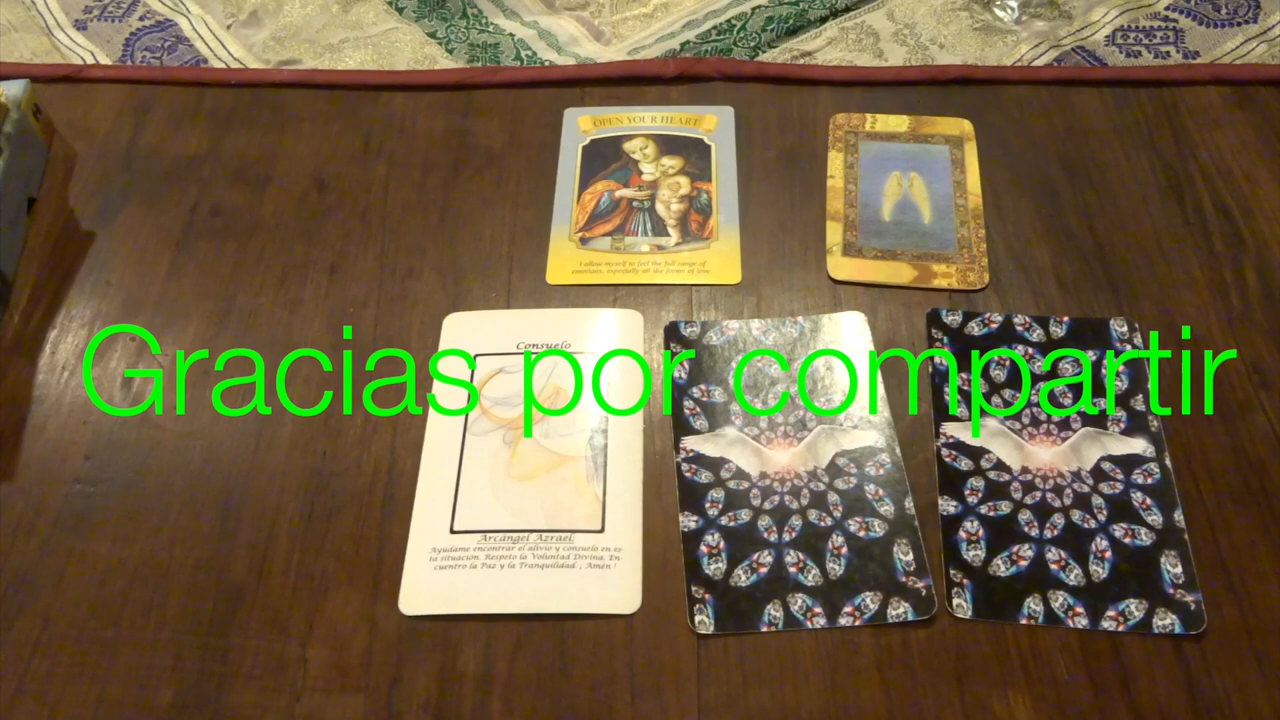 OPEN YOUR HEART
I allow myself to feel the full range of
emotions, especially all the forms of love.
Gracias por compartir
Consuelo
Arcángel Azrael:
Ayúdame encontrar el alivio y consuelo en es-
ta situación. Respeto la Voluntad Divina. En-
cuentro la Paz y la Tranquilidad. ¡ Amén !